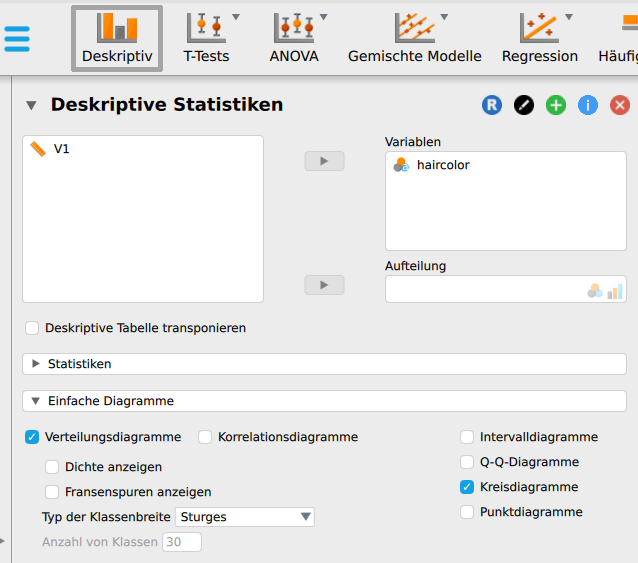 Deskriptiv T-Tests ANOVA Gemischte Modelle Regression Häufig
Deskriptive Statistiken
R i
V1
Variablen
haircolor
Aufteilung
Deskriptive Tabelle transponieren
Statistiken
Einfache Diagramme
Verteilungsdiagramme Korrelationsdiagramme Intervalldiagramme
Dichte anzeigen Q-Q-Diagramme
Fransenspuren anzeigen Kreisdiagramme
Typ der Klassenbreite Sturges Punktdiagramme
Anzahl von Klassen 30